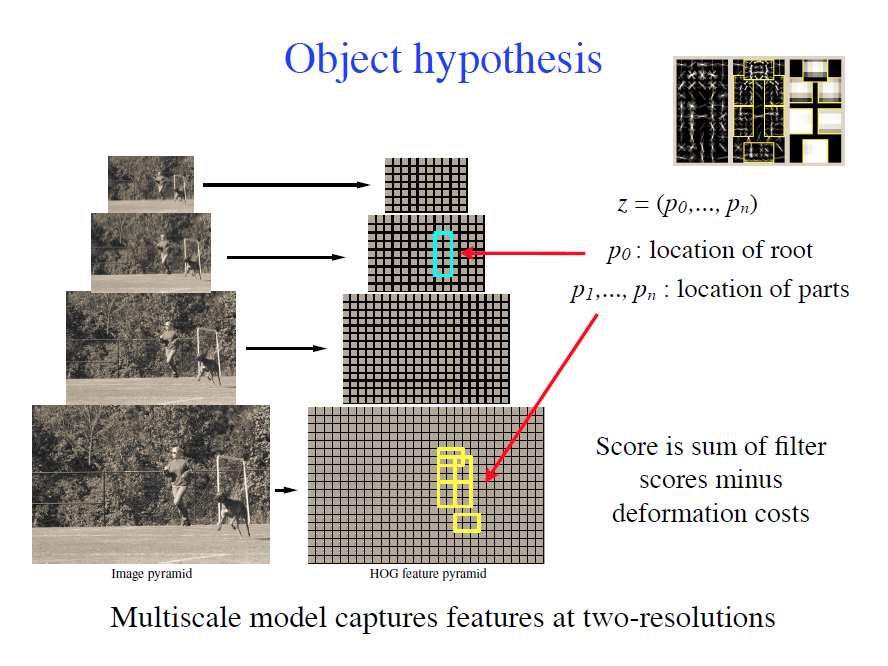 Object hypothesis
z = (p0,..., pn)
p0 : location of root
p1,..., pn : location of parts
Score is sum of filter
scores minus
deformation costs
Image pyramid
HOG feature pyramid
Multiscale model captures features at two-resolutions